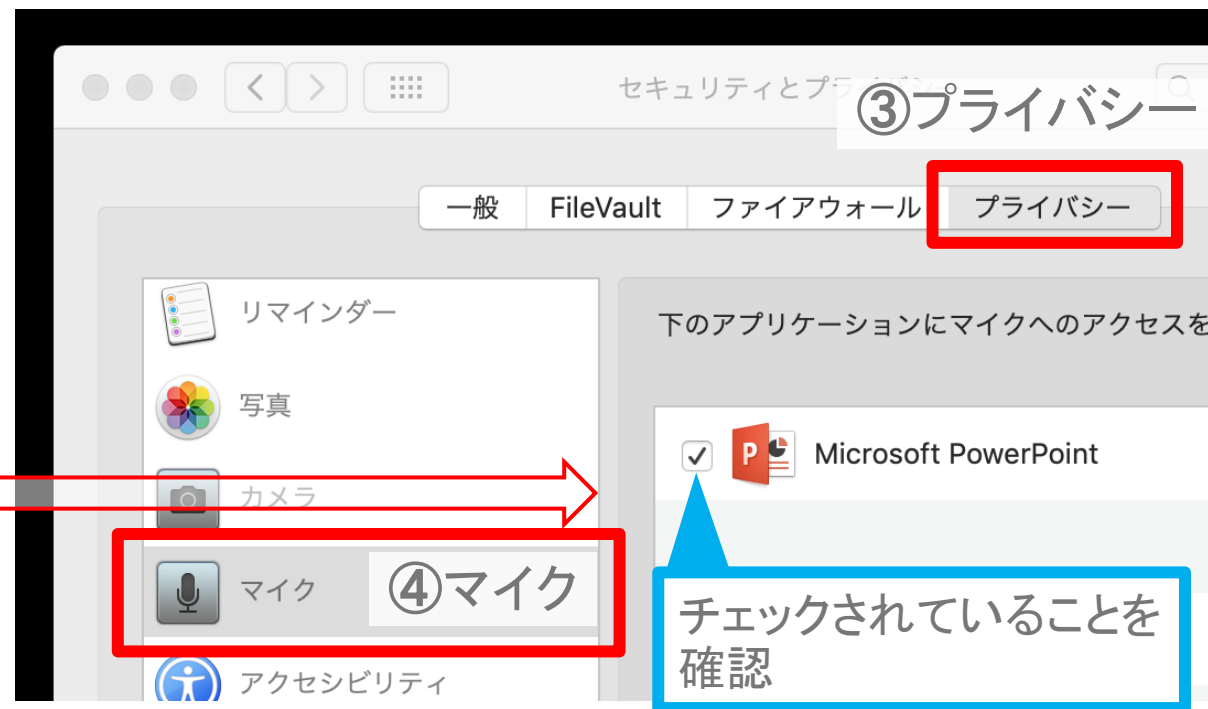 セキュリティとプライバシー
③プライバシー
一般
FileVault
ファイアウォール
プライバシー
リマインダー
写真
カメラ
マイク
④マイク
アクセシビリティ
下のアプリケーションにマイクへのアクセスを
Microsoft PowerPoint
チェックされていることを
確認